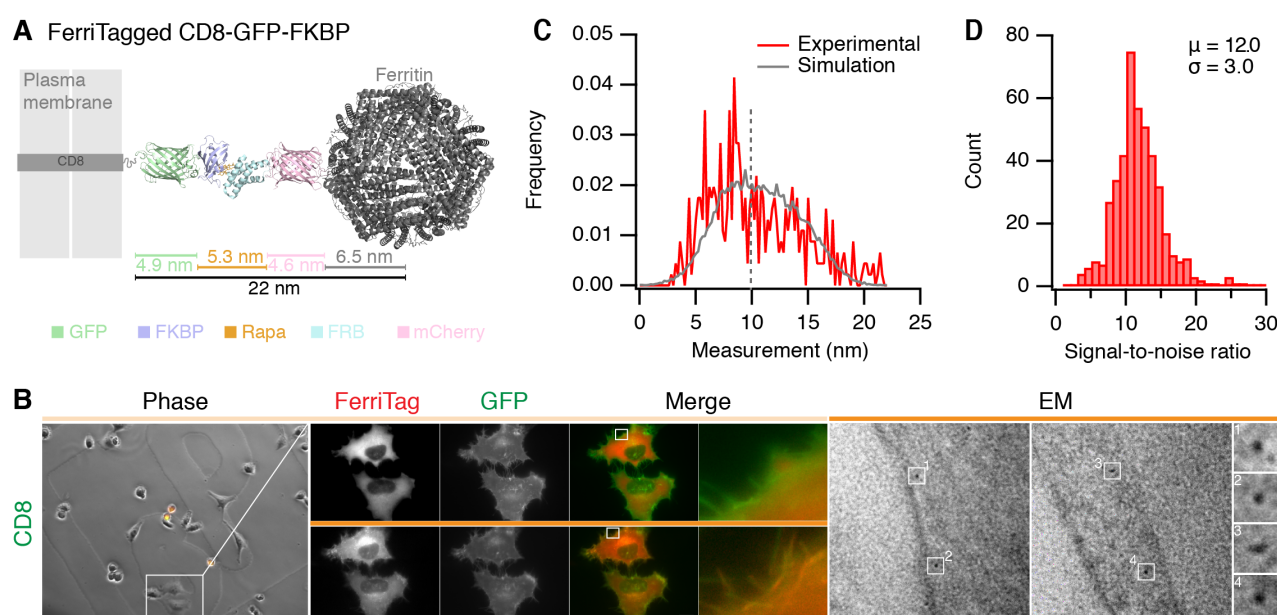 A FerriTagged CD8-GFP-FKBP
Plasma
membrane
CD8
Ferritin
4.9 nm
5.3 nm
4.6 nm
6.5 nm
22 nm
GFP
FKBP
Rapa
FRB
mCherry
C
Experimental
Simulation
0.05
0.04
0.03
0.02
0.01
0.00
Frequency
0
5
10
15
20
25
Measurement (nm)
D
μ = 12.0
σ = 3.0
80
60
40
20
0
Count
0
10
20
30
Signal-to-noise ratio
B
Phase
FerriTag
GFP
Merge
EM
CD8
1
2
3
4
1
2
3
4